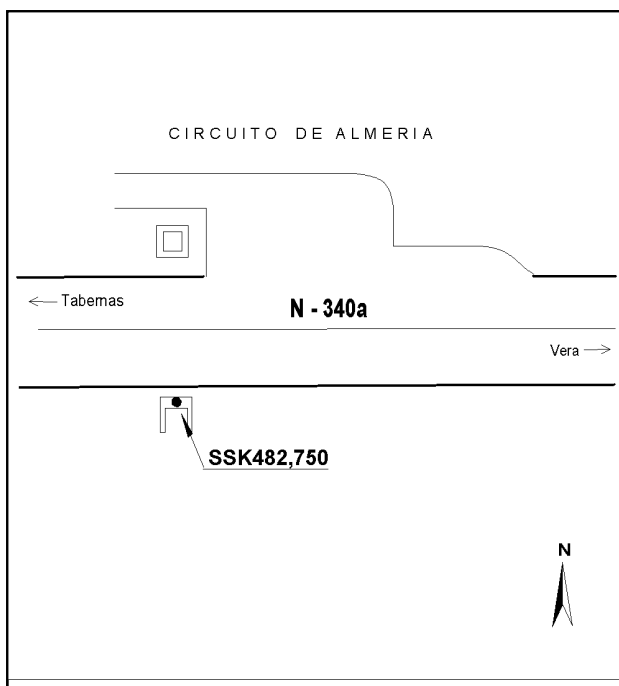 CIRCUITO DE ALMERIA
Tabernas
N - 340a
Vera
SSK482,750
N